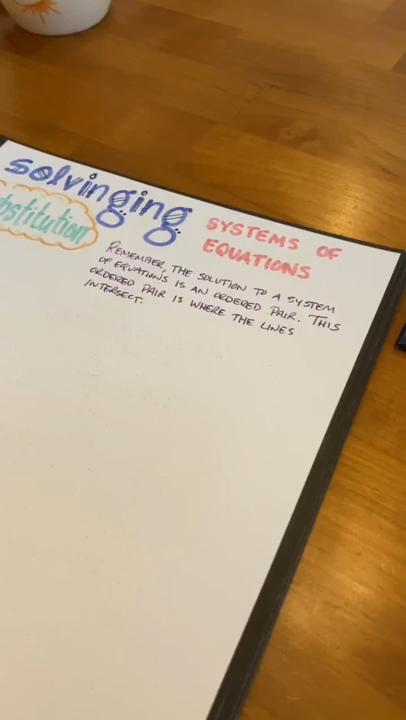 solvinging
SYSTEMS OF
EQUATIONS
REMEMBER, THE SOLUTION TO A SYSTEM
OF EQUATIONS IS AN ORDERED PAIR. THIS
ORDERED PAIR IS WHERE THE LINES
INTERSECT.